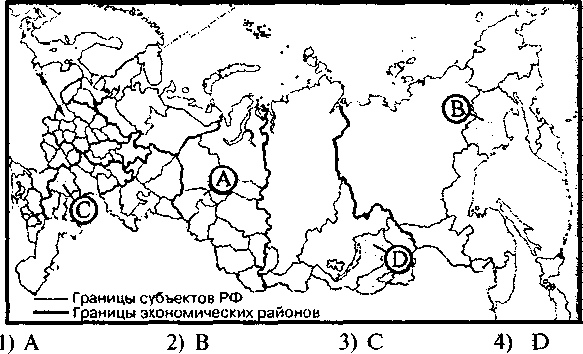 B
A
C
D
Границы субъектов РФ
Границы экономических районов
1) A 2) B 3) C 4) D